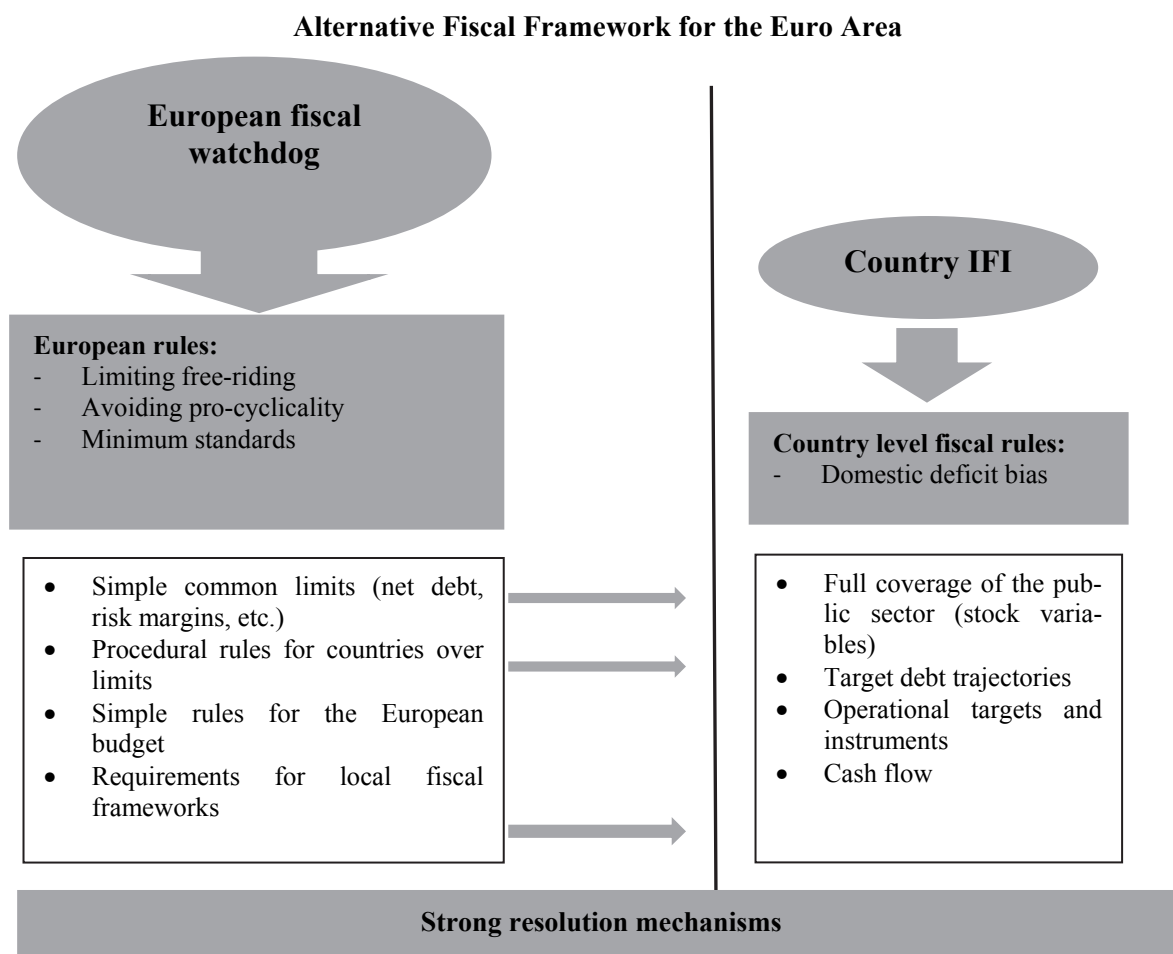 Alternative Fiscal Framework for the Euro Area
European fiscal
watchdog
European rules:
- Limiting free-riding
- Avoiding pro-cyclicality
- Minimum standards
• Simple common limits (net debt,
risk margins, etc.)
• Procedural rules for countries over
limits
• Simple rules for the European
budget
• Requirements for local fiscal
frameworks
Country IFI
Country level fiscal rules:
- Domestic deficit bias
• Full coverage of the pub-
lic sector (stock varia-
bles)
• Target debt trajectories
• Operational targets and
instruments
• Cash flow
Strong resolution mechanisms